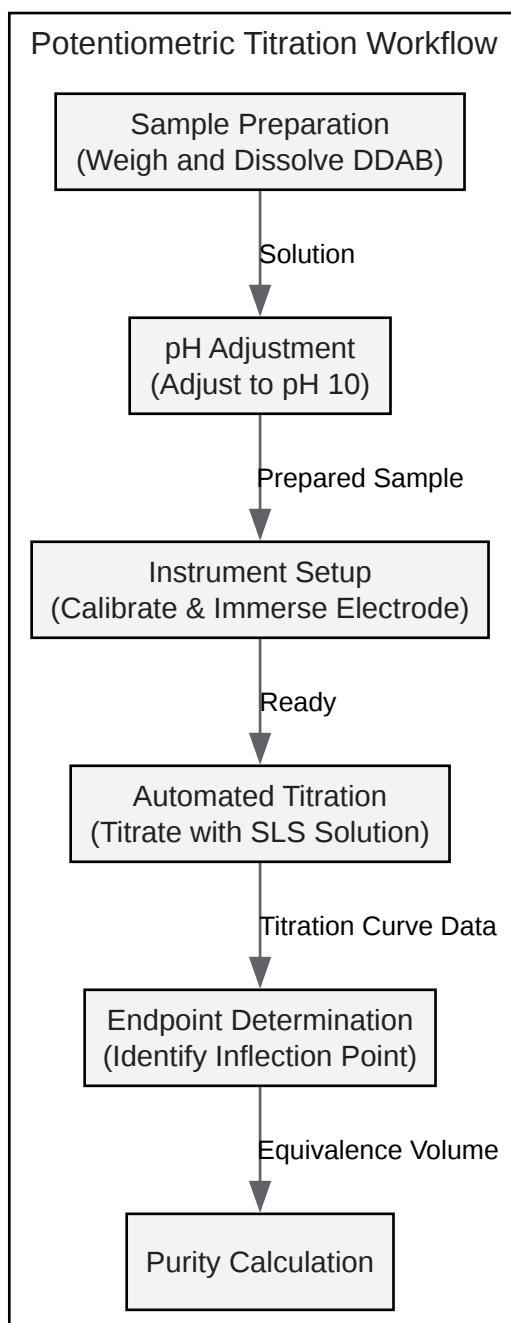 Potentiometric Titration Workflow
Sample Preparation
(Weigh and Dissolve DDAB)
Solution
pH Adjustment
(Adjust to pH 10)
Prepared Sample
Instrument Setup
(Calibrate & Immerse Electrode)
Ready
Automated Titration
(Titrate with SLS Solution)
Titration Curve Data
Endpoint Determination
(Identify Inflection Point)
Equivalence Volume
Purity Calculation